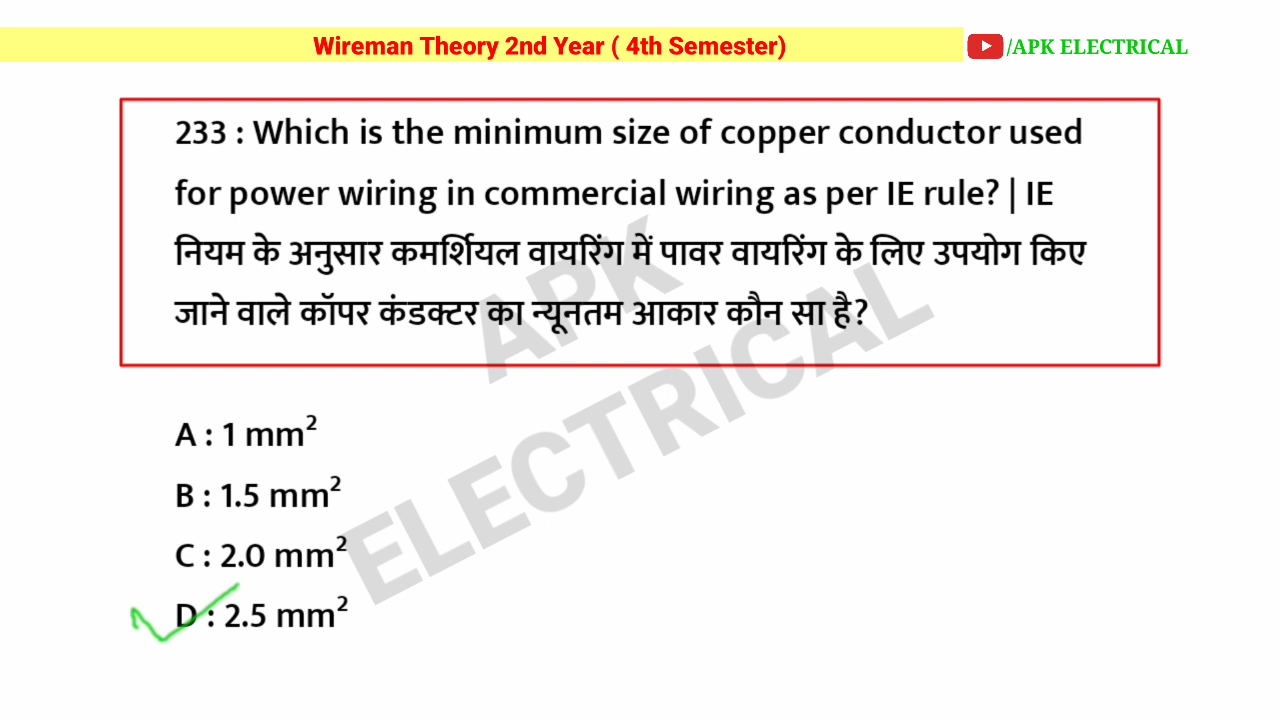 Wireman Theory 2nd Year ( 4th Semester)
/APK ELECTRICAL
233 : Which is the minimum size of copper conductor used
for power wiring in commercial wiring as per IE rule? | IE
नियम के अनुसार कमर्शियल वायरिंग में पावर वायरिंग के लिए उपयोग किए
जाने वाले कॉपर कंडक्टर का न्यूनतम आकार कौन सा है?
APK
ELECTRICAL
A : 1 mm²
B : 1.5 mm²
C : 2.0 mm²
D : 2.5 mm²